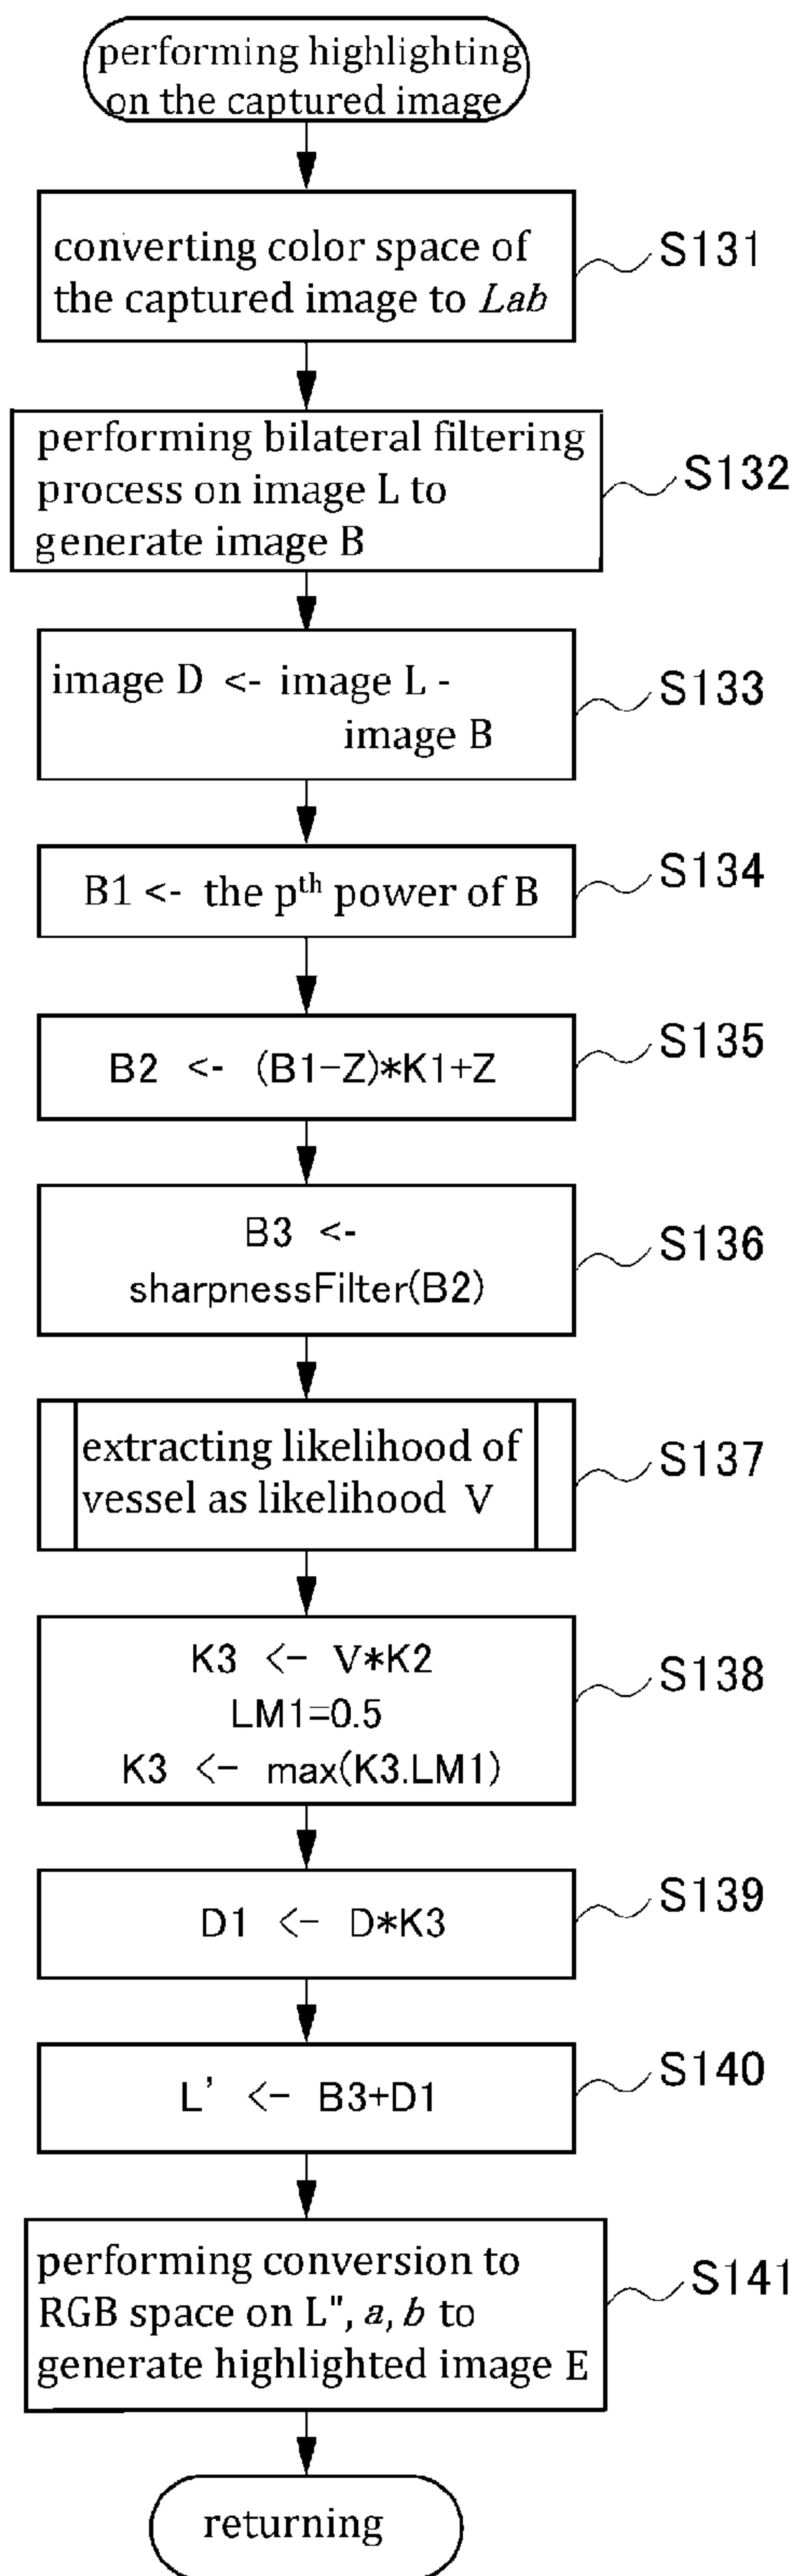 performing highlighting
on the captured image
converting color space of
the captured image to Lab
S131
performing bilateral filtering
process on image L to
generate image B
S132
image D <- image L -
image B
S133
B1 <- the pth power of B
S134
B2 <- (B1-Z)*K1+Z
S135
B3 <-
sharpnessFilter(B2)
S136
extracting likelihood of
vessel as likelihood V
S137
K3 <- V*K2
LM1=0.5
K3 <- max(K3.LM1)
S138
D1 <- D*K3
S139
L' <- B3+D1
S140
performing conversion to
RGB space on L", a, b to
generate highlighted image E
S141
returning